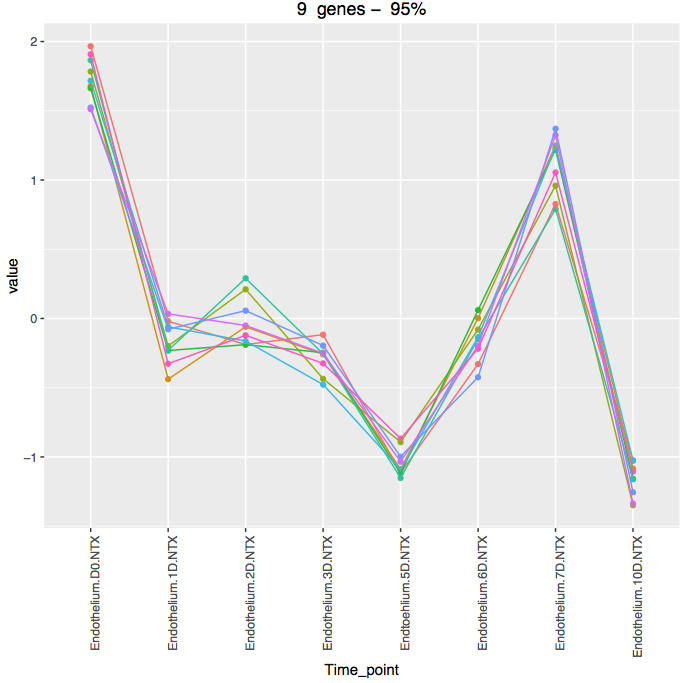 9 genes – 95%
value
2
1
0
−1
Endothelium.D0.NTX
Endothelium.1D.NTX
Endothelium.2D.NTX
Endothelium.3D.NTX
Endtoehlium.5D.NTX
Endothelium.6D.NTX
Endothelium.7D.NTX
Endothelium.10D.NTX
Time_point